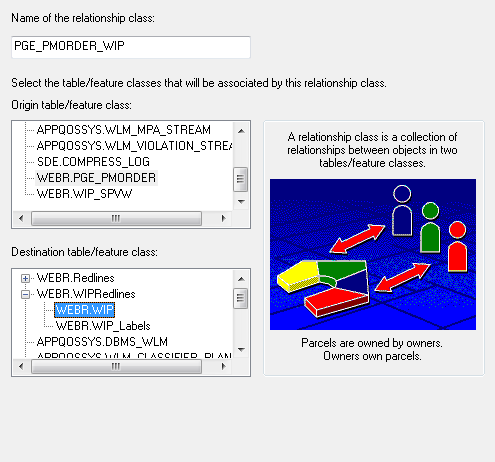 Name of the relationship class:
PGE_PMORDER_WIP
Select the table/feature classes that will be associated by this relationship class.
Origin table/feature class:
APPQOSSYS.WLM_MPA_STREAM
APPQOSSYS.WLM_VIOLATION_STREA
SDE.COMPRESS_LOG
WEBR.PGE_PMORDER
WEBR.WIP_SPVW
A relationship class is a collection of
relationships between objects in two
tables/feature classes.
Destination table/feature class:
WEBR.Redlines
WEBR.WIPRedlines
WEBR.WIP
WEBR.WIP_Labels
APPQOSSYS.DBMS_WLM
APPQOSSYS.WLM_CLASSIFIER_PLAN
Parcels are owned by owners.
Owners own parcels.